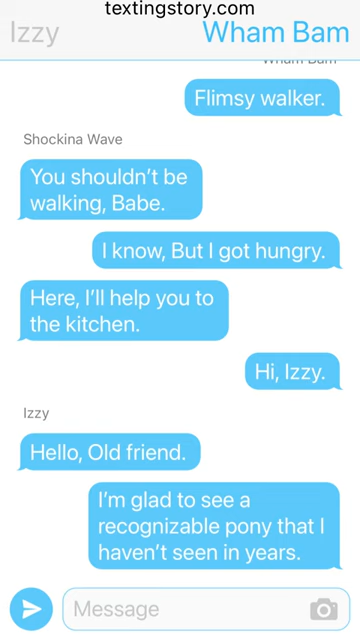 textingstory.com
Izzy
Wham Bam
Wham Bam
Flimsy walker.
Shockina Wave
You shouldn’t be
walking, Babe.
I know, But I got hungry.
Here, I’ll help you to
the kitchen.
Hi, Izzy.
Izzy
Hello, Old friend.
I’m glad to see a
recognizable pony that I
haven’t seen in years.
Message